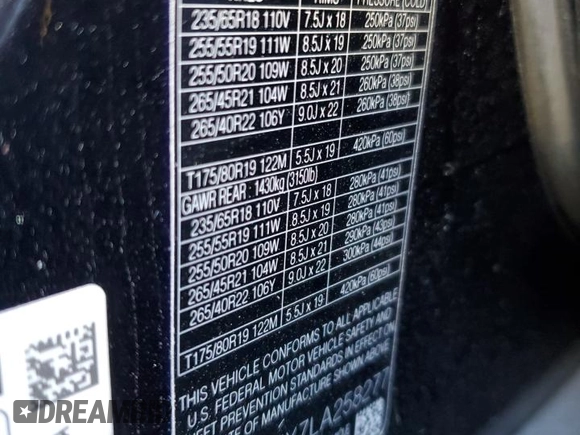 235/65R18 110V 7.5J x 18 250kPa (37psi)
255/55R19 111W 8.5J x 19 250kPa (37psi)
255/50R20 109W 8.5J x 20 250kPa (37psi)
265/45R21 104W 8.5J x 21 260kPa (38psi)
265/40R22 106Y 9.0J x 22 260kPa (38psi)
T175/80R19 122M 5.5J x 19 420kPa (60psi)
GAWR REAR: 1430kg (3150lb)
235/65R18 110V 7.5J x 18 280kPa (41psi)
255/55R19 111W 8.5J x 19 280kPa (41psi)
255/50R20 109W 8.5J x 20 280kPa (41psi)
265/45R21 104W 8.5J x 21 290kPa (43psi)
265/40R22 106Y 9.0J x 22 300kPa (44psi)
T175/80R19 122M 5.5J x 19 420kPa (60psi)
THIS VEHICLE CONFORMS TO ALL APPLICABLE
U.S. FEDERAL MOTOR VEHICLE SAFETY AND
THEFT PREVENTION STANDARDS IN EFFECT
DATE OF MANUFACTURE SHOWN ABOVE.
7LA258277
DREAMOR